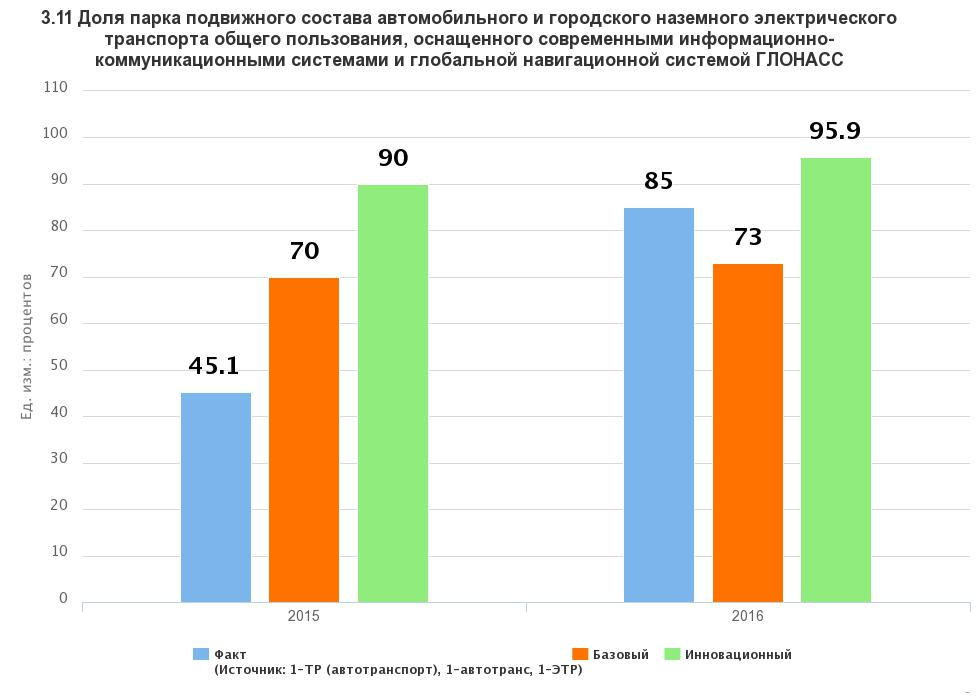 3.11 Доля парка подвижного состава автомобильного и городского наземного электрического
транспорта общего пользования, оснащенного современными информационно-
коммуникационными системами и глобальной навигационной системой ГЛОНАСС
110
100
90
80
70
60
50
40
30
20
10
0
Ед. изм.: процентов
45.1
70
90
85
73
95.9
2015
2016
Факт
(Источник: 1-ТР (автотранспорт), 1-автотранс, 1-ЭТР)
Базовый
Инновационный